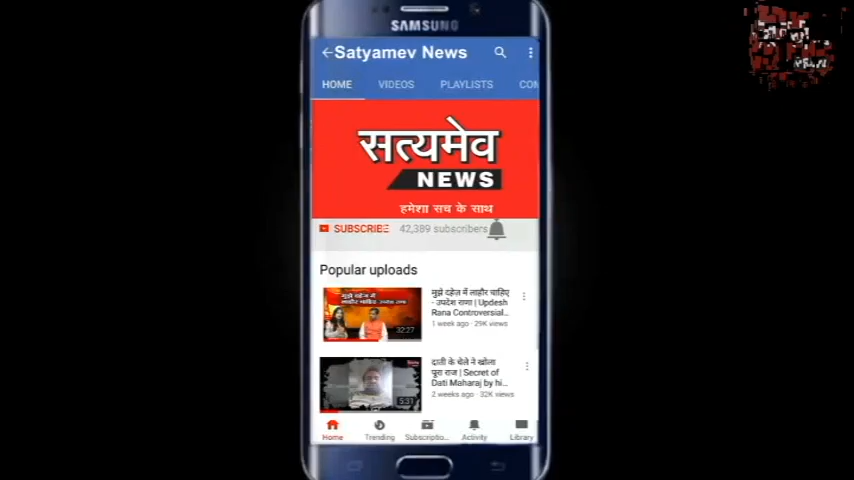 SAMSUNG
Satyamev News
HOME VIDEOS PLAYLISTS CON
सत्यमेव
NEWS
हमेशा सच के साथ
SUBSCRIBE 42,389 subscribers
Popular uploads
मुझे दहेज़ में लाहौर चाहिए
- उपदेश राणा | Updesh
Rana Controversial...
1 week ago · 29K views
मुझे दहेज़ में
लाहौर चाहिए
32:27
दाती के चेले ने खोला
पूरा राज | Secret of
Dati Maharaj by hi...
2 weeks ago · 32K views
5:31
Home Trending Subscriptio... Activity Library